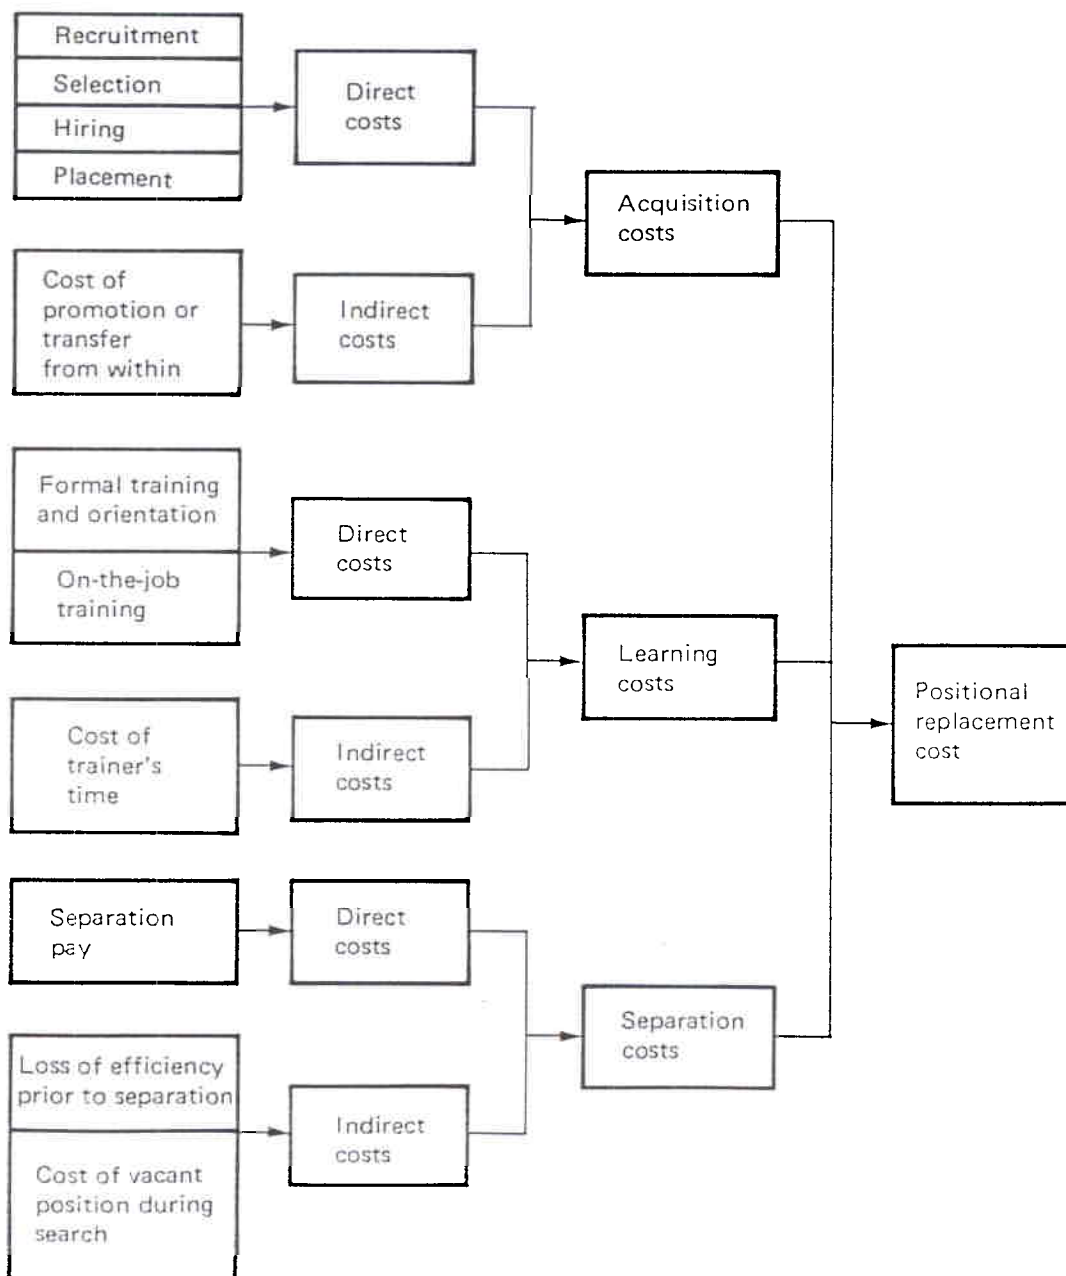 Recruitment
Selection
Hiring
Placement
Direct
costs
Acquisition
costs
Cost of
promotion or
transfer
from within
Indirect
costs
Formal training
and orientation
On-the-job
training
Direct
costs
Learning
costs
Positional
replacement
cost
Cost of
trainer's
time
Indirect
costs
Separation
pay
Direct
costs
Separation
costs
Loss of efficiency
prior to separation
Cost of vacant
position during
search
Indirect
costs